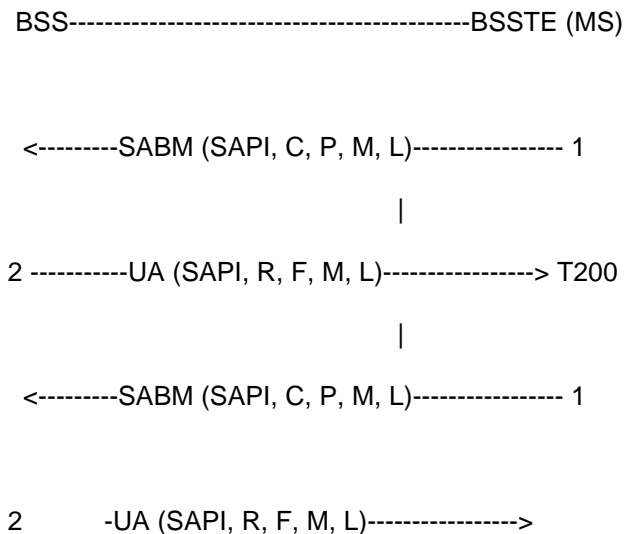 BSS---------------------------------------------BSSTE (MS)
<---------SABM (SAPI, C, P, M, L)----------------- 1
|
2 -----------UA (SAPI, R, F, M, L)-----------------> T200
|
<---------SABM (SAPI, C, P, M, L)----------------- 1
2 -UA (SAPI, R, F, M, L)----------------->